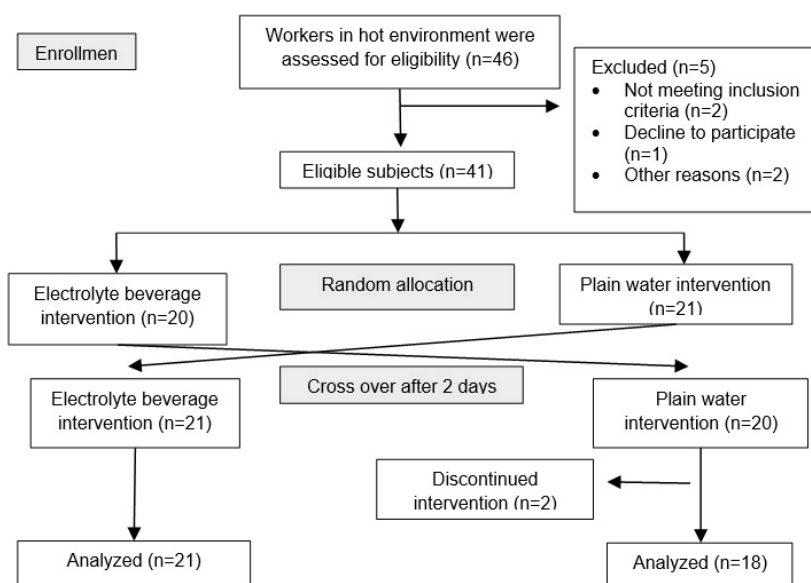 Enrollmen
Workers in hot environment were
assessed for eligibility (n=46)
Excluded (n=5)
• Not meeting inclusion
criteria (n=2)
• Decline to participate
(n=1)
• Other reasons (n=2)
Eligible subjects (n=41)
Electrolyte beverage
intervention (n=20)
Random allocation
Plain water intervention
(n=21)
Electrolyte beverage
intervention (n=21)
Cross over after 2 days
Plain water
intervention (n=20)
Discontinued
intervention (n=2)
Analyzed (n=21)
Analyzed (n=18)